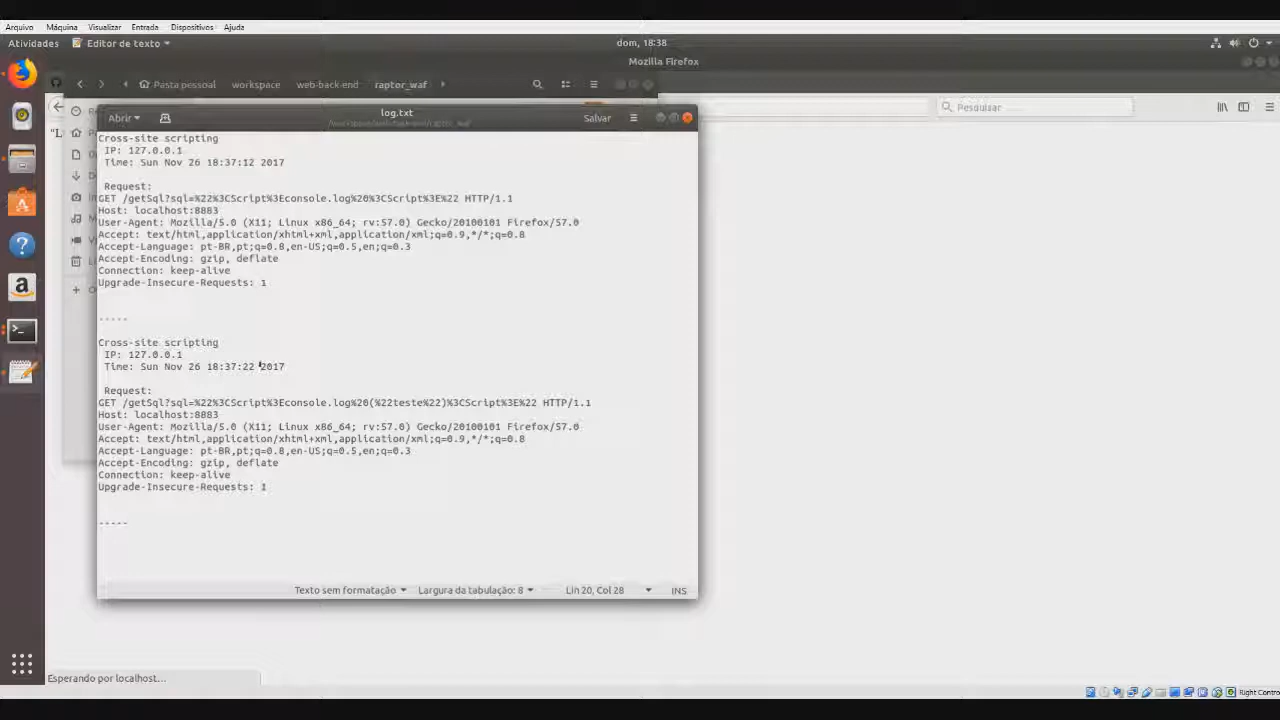 Arquivo Máquina Visualizar Entrada Dispositivos Ajuda
Atividades Editor de texto dom, 18:38
Mozilla Firefox
Pasta pessoal workspace web-back-end raptor_waf
Pesquisar
"L
Abrir log.txt Salvar
Cross-site scripting
IP: 127.0.0.1
Time: Sun Nov 26 18:37:12 2017
Request:
GET /getSql?sql=%22%3CScript%3Econsole.log%20%3CScript%3E%22 HTTP/1.1
Host: localhost:8883
User-Agent: Mozilla/5.0 (X11; Linux x86_64; rv:57.0) Gecko/20100101 Firefox/57.0
Accept: text/html,application/xhtml+xml,application/xml;q=0.9,*/*;q=0.8
Accept-Language: pt-BR,pt;q=0.8,en-US;q=0.5,en;q=0.3
Accept-Encoding: gzip, deflate
Connection: keep-alive
Upgrade-Insecure-Requests: 1
-----
Cross-site scripting
IP: 127.0.0.1
Time: Sun Nov 26 18:37:22 2017
Request:
GET /getSql?sql=%22%3CScript%3Econsole.log%20(%22teste%22)%3CScript%3E%22 HTTP/1.1
Host: localhost:8883
User-Agent: Mozilla/5.0 (X11; Linux x86_64; rv:57.0) Gecko/20100101 Firefox/57.0
Accept: text/html,application/xhtml+xml,application/xml;q=0.9,*/*;q=0.8
Accept-Language: pt-BR,pt;q=0.8,en-US;q=0.5,en;q=0.3
Accept-Encoding: gzip, deflate
Connection: keep-alive
Upgrade-Insecure-Requests: 1
-----
Texto sem formatação Largura da tabulação: 8 Lin 20, Col 28 INS
Esperando por localhost…
Right Contro